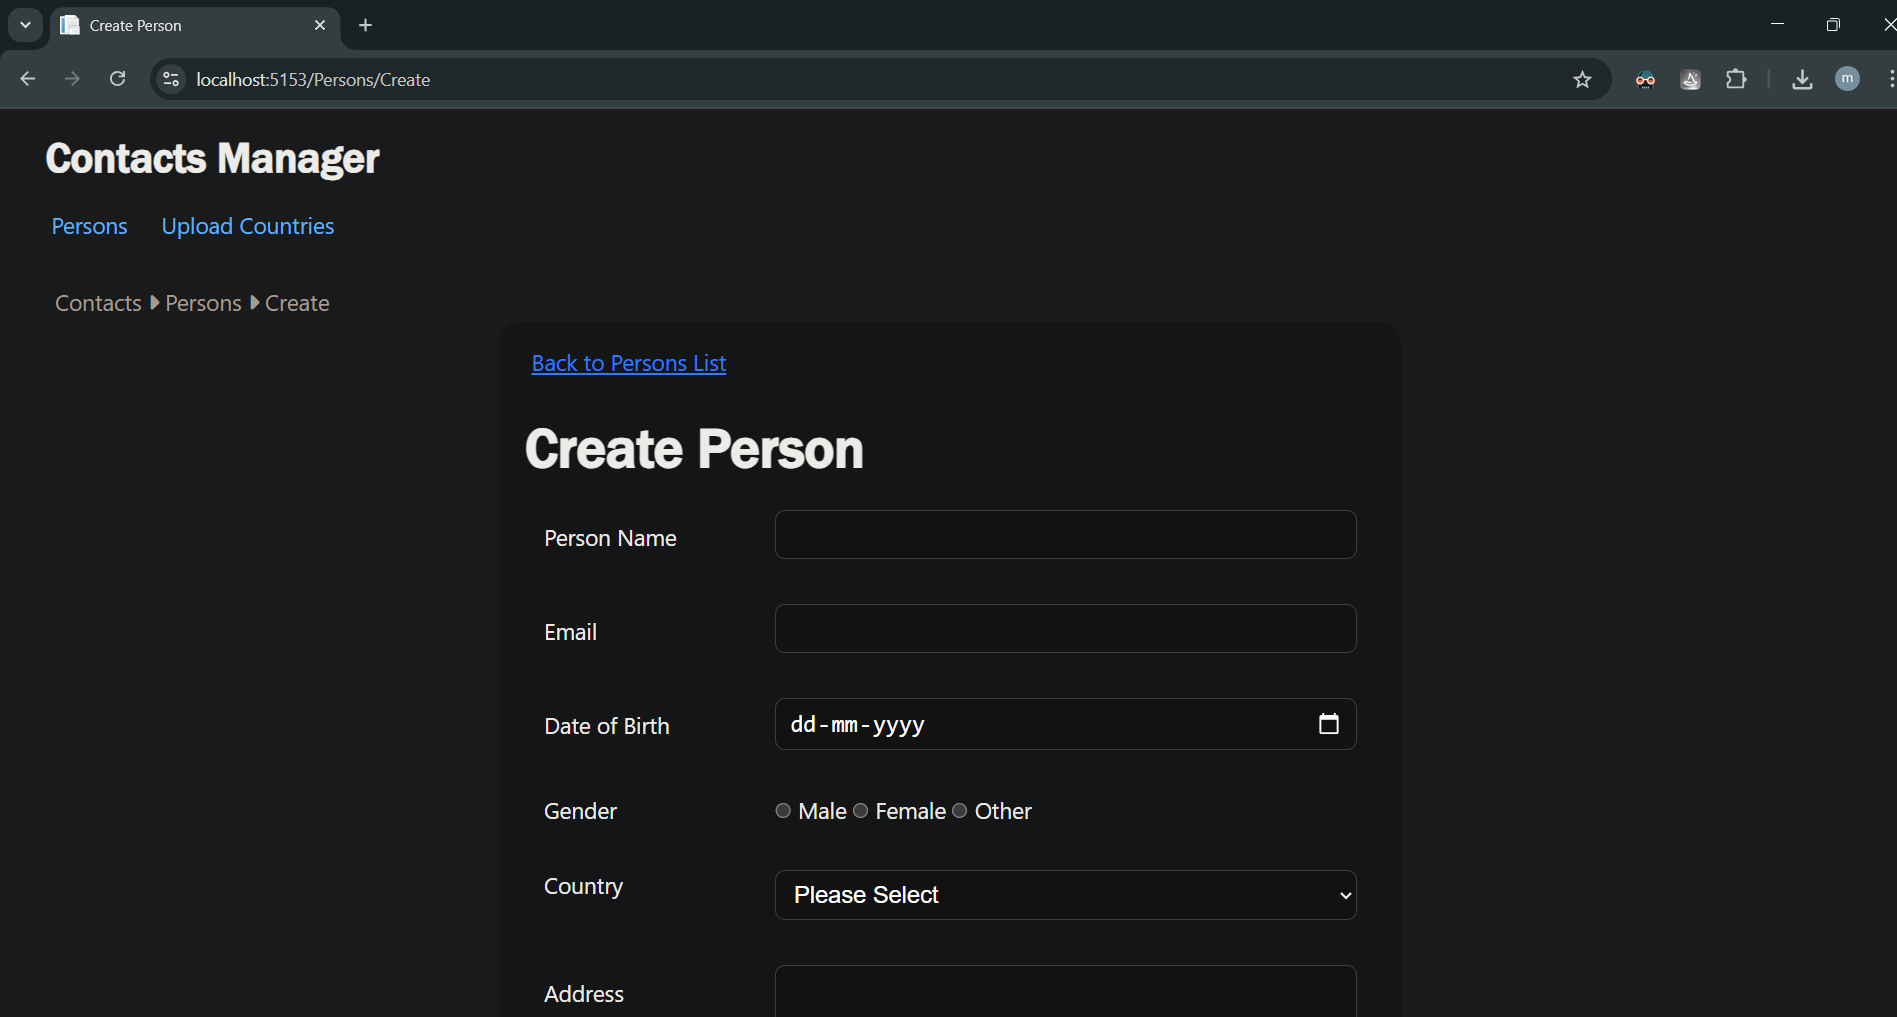 Create Person
localhost:5153/Persons/Create
m
Contacts Manager
Persons Upload Countries
Contacts Persons Create
Back to Persons List
Create Person
Person Name
Email
Date of Birth dd-mm-yyyy
Gender Male Female Other
Country Please Select
Address